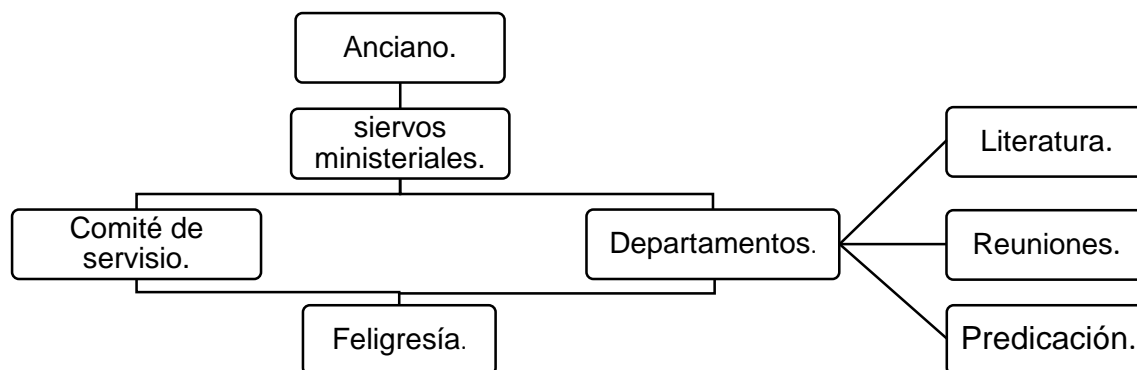 Anciano.
siervos
ministeriales.
Literatura.
Comité de
servisio.
Departamentos.
Reuniones.
Feligresía.
Predicación.